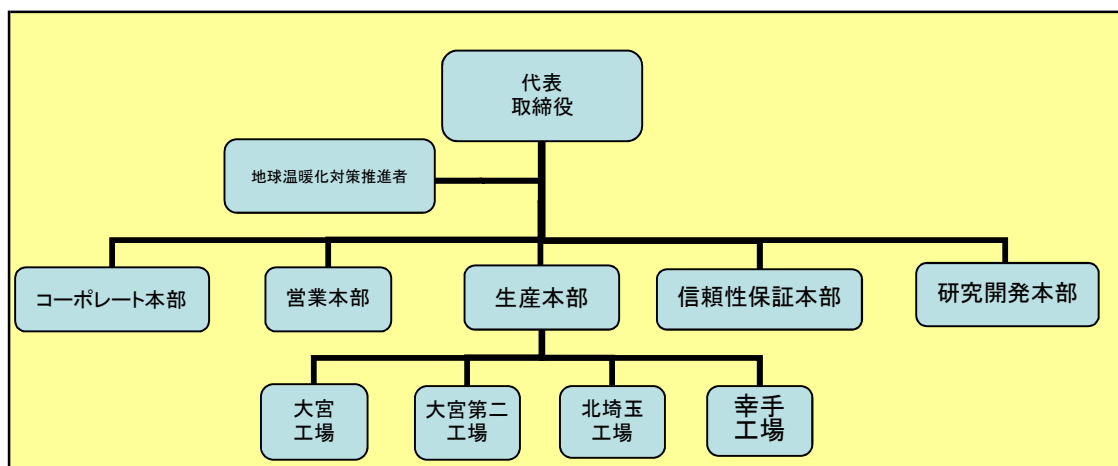 代表
取締役
地球温暖化対策推進者
コーポレート本部
営業本部
生産本部
信頼性保証本部
研究開発本部
大宮
工場
大宮第二
工場
北埼玉
工場
幸手
工場